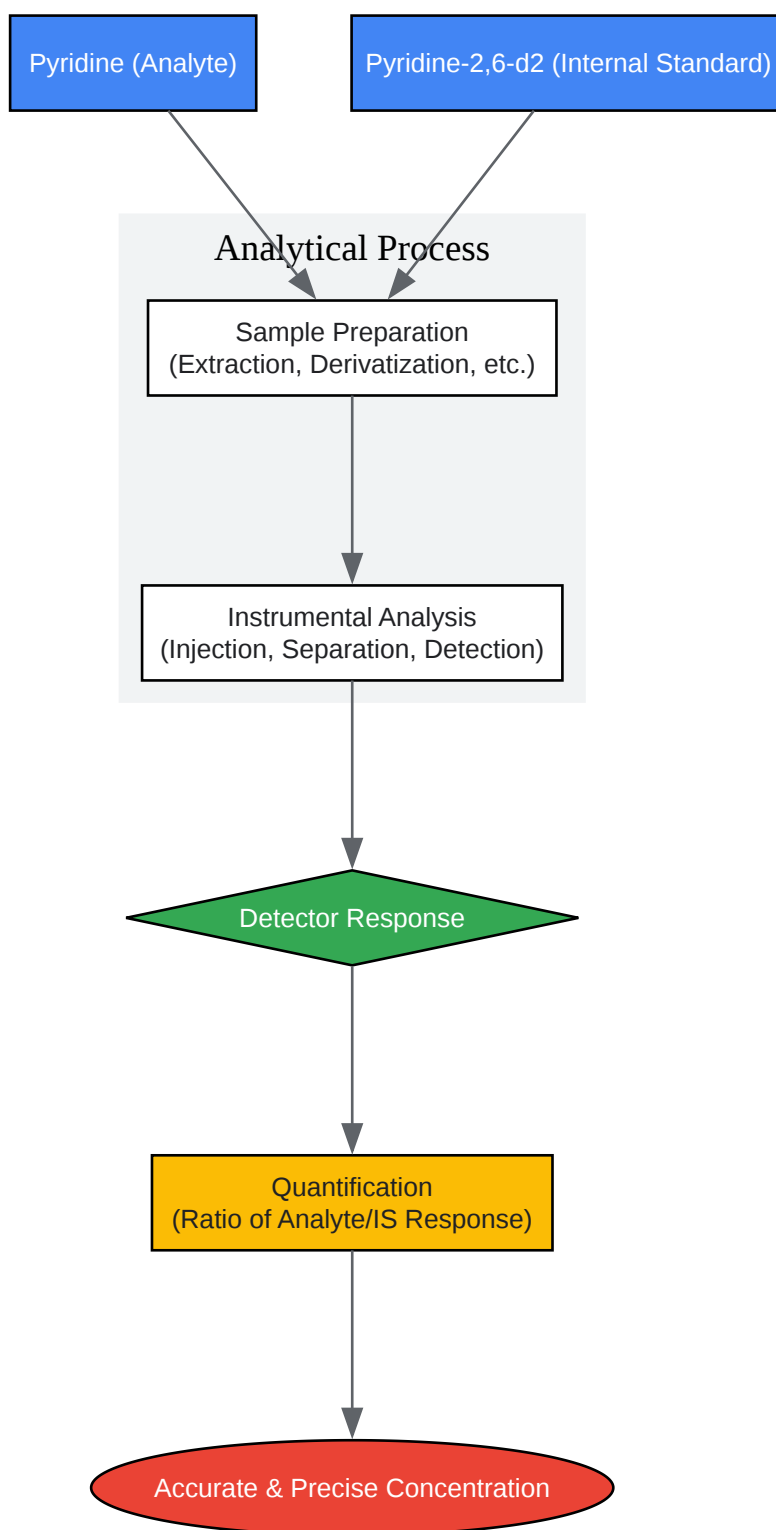 Pyridine (Analyte)
Pyridine-2,6-d2 (Internal Standard)
Analytical Process
Sample Preparation
(Extraction, Derivatization, etc.)
Instrumental Analysis
(Injection, Separation, Detection)
Detector Response
Quantification
(Ratio of Analyte/IS Response)
Accurate & Precise Concentration